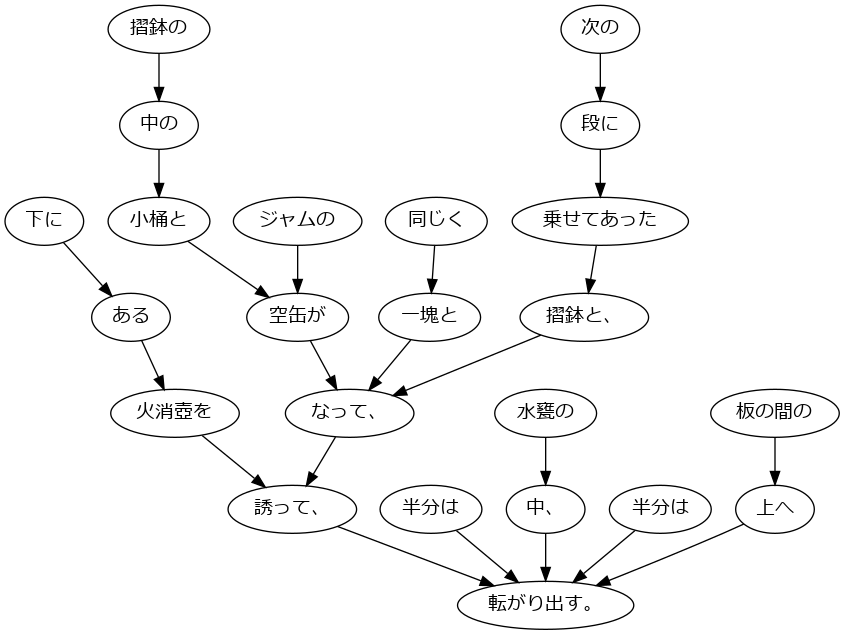 摺鉢の
次の
中の
段に
下に
小桶と
ジャムの
同じく
乗せてあった
ある
空缶が
一塊と
摺鉢と、
火消壺を
なって、
水甕の
板の間の
誘って、
半分は
中、
半分は
上へ
転がり出す。